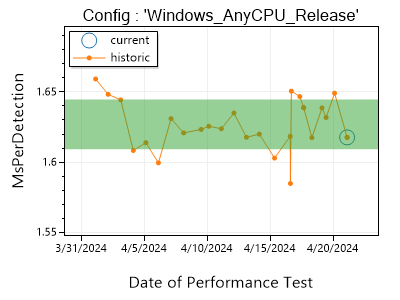 Config : 'Windows_AnyCPU_Release'
current
historic
MsPerDetection
1.65
1.6
1.55
3/31/2024 4/5/2024 4/10/2024 4/15/2024 4/20/2024
Date of Performance Test